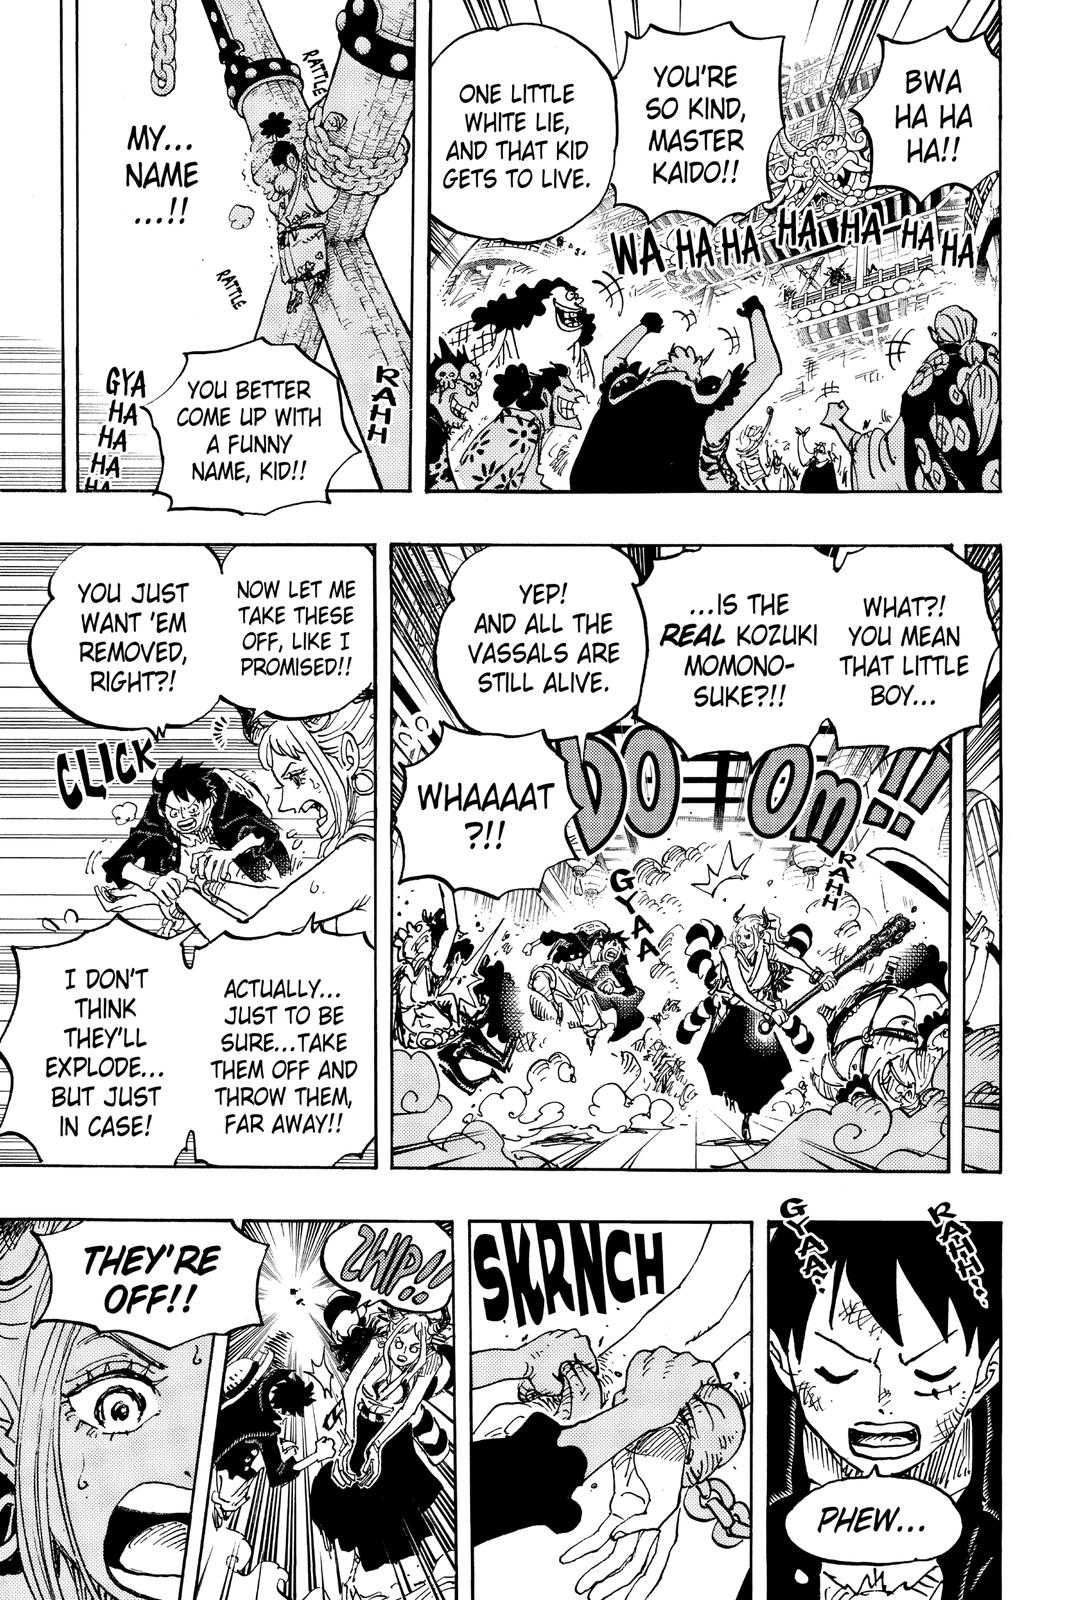 BWA
HA HA
HA!!
YOU'RE
SO KIND,
MASTER
KAIDO!!
ONE LITTLE
WHITE LIE,
AND THAT KID
GETS TO LIVE.
WA HA HA HA HA HA HA
RATTLE
MY...
NAME
...!!
RATTLE
RAHH
YOU BETTER
COME UP WITH
A FUNNY
NAME, KID!!
GYA
HA
HA
HA
HA
WHAT?!
YOU MEAN
THAT LITTLE
BOY...
...IS THE
REAL KOZUKI
MOMONO-
SUKE?!!
YEP!
AND ALL THE
VASSALS ARE
STILL ALIVE.
DO OM!!
WHAAAAT
?!!
RAHH
GYAA
NOW LET ME
TAKE THESE
OFF, LIKE I
PROMISED!!
YOU JUST
WANT 'EM
REMOVED,
RIGHT?!
CLICK
ACTUALLY...
JUST TO BE
SURE...TAKE
THEM OFF AND
THROW THEM,
FAR AWAY!!
I DON'T
THINK
THEY'LL
EXPLODE...
BUT JUST
IN CASE!
RAHH!
GYAA!
PHEW...
SKRNCH
ZWIP!!
THEY'RE
OFF!!